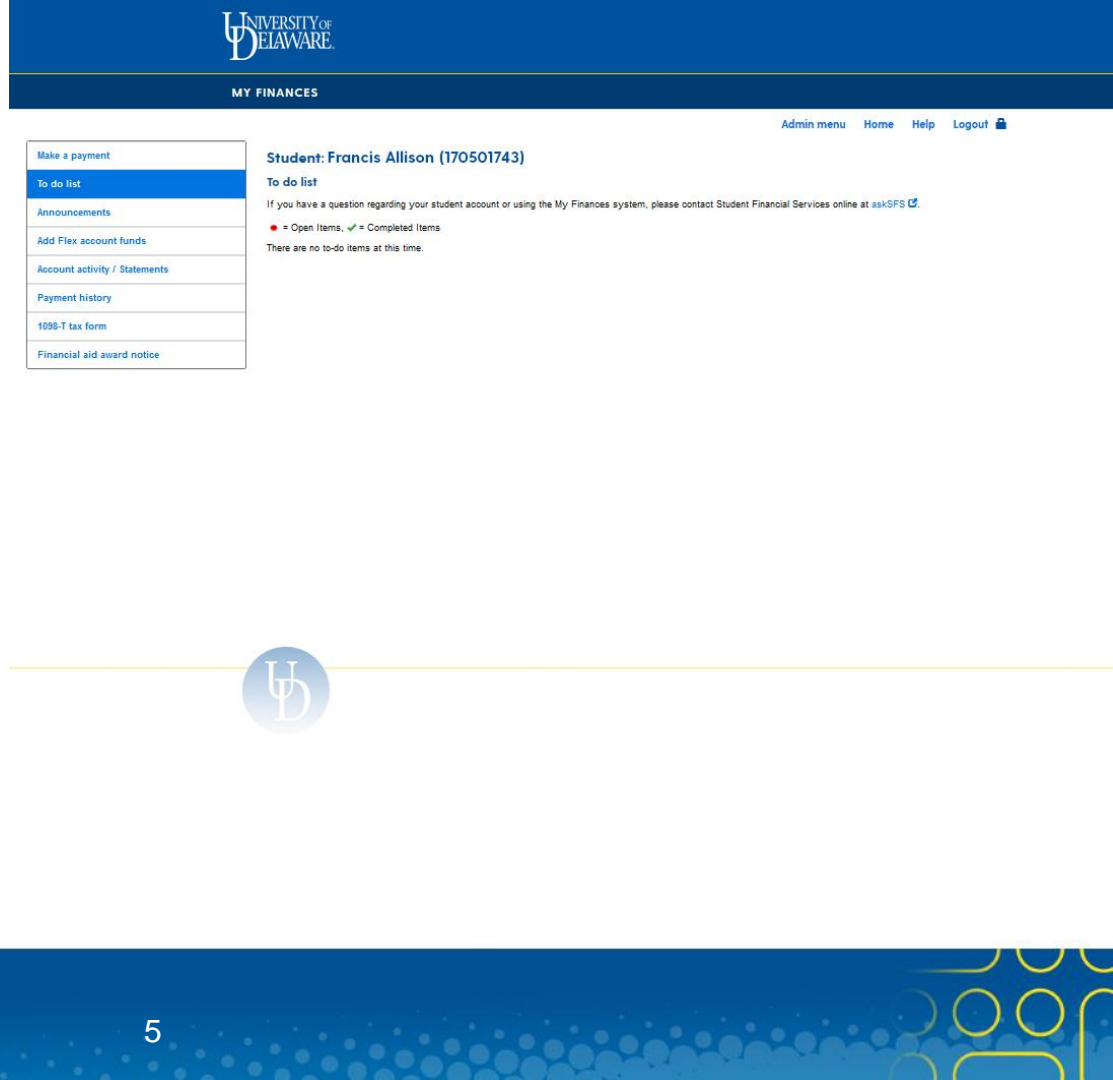 UNIVERSITY OF
DELAWARE.
MY FINANCES
Admin menu Home Help Logout
Make a payment
To do list
Announcements
Add Flex account funds
Account activity / Statements
Payment history
1098-T tax form
Financial aid award notice
Student: Francis Allison (170501743)
To do list
If you have a question regarding your student account or using the My Finances system, please contact Student Financial Services online at askSFS.
= Open Items, ✔ = Completed Items
There are no to-do items at this time.
UD
5